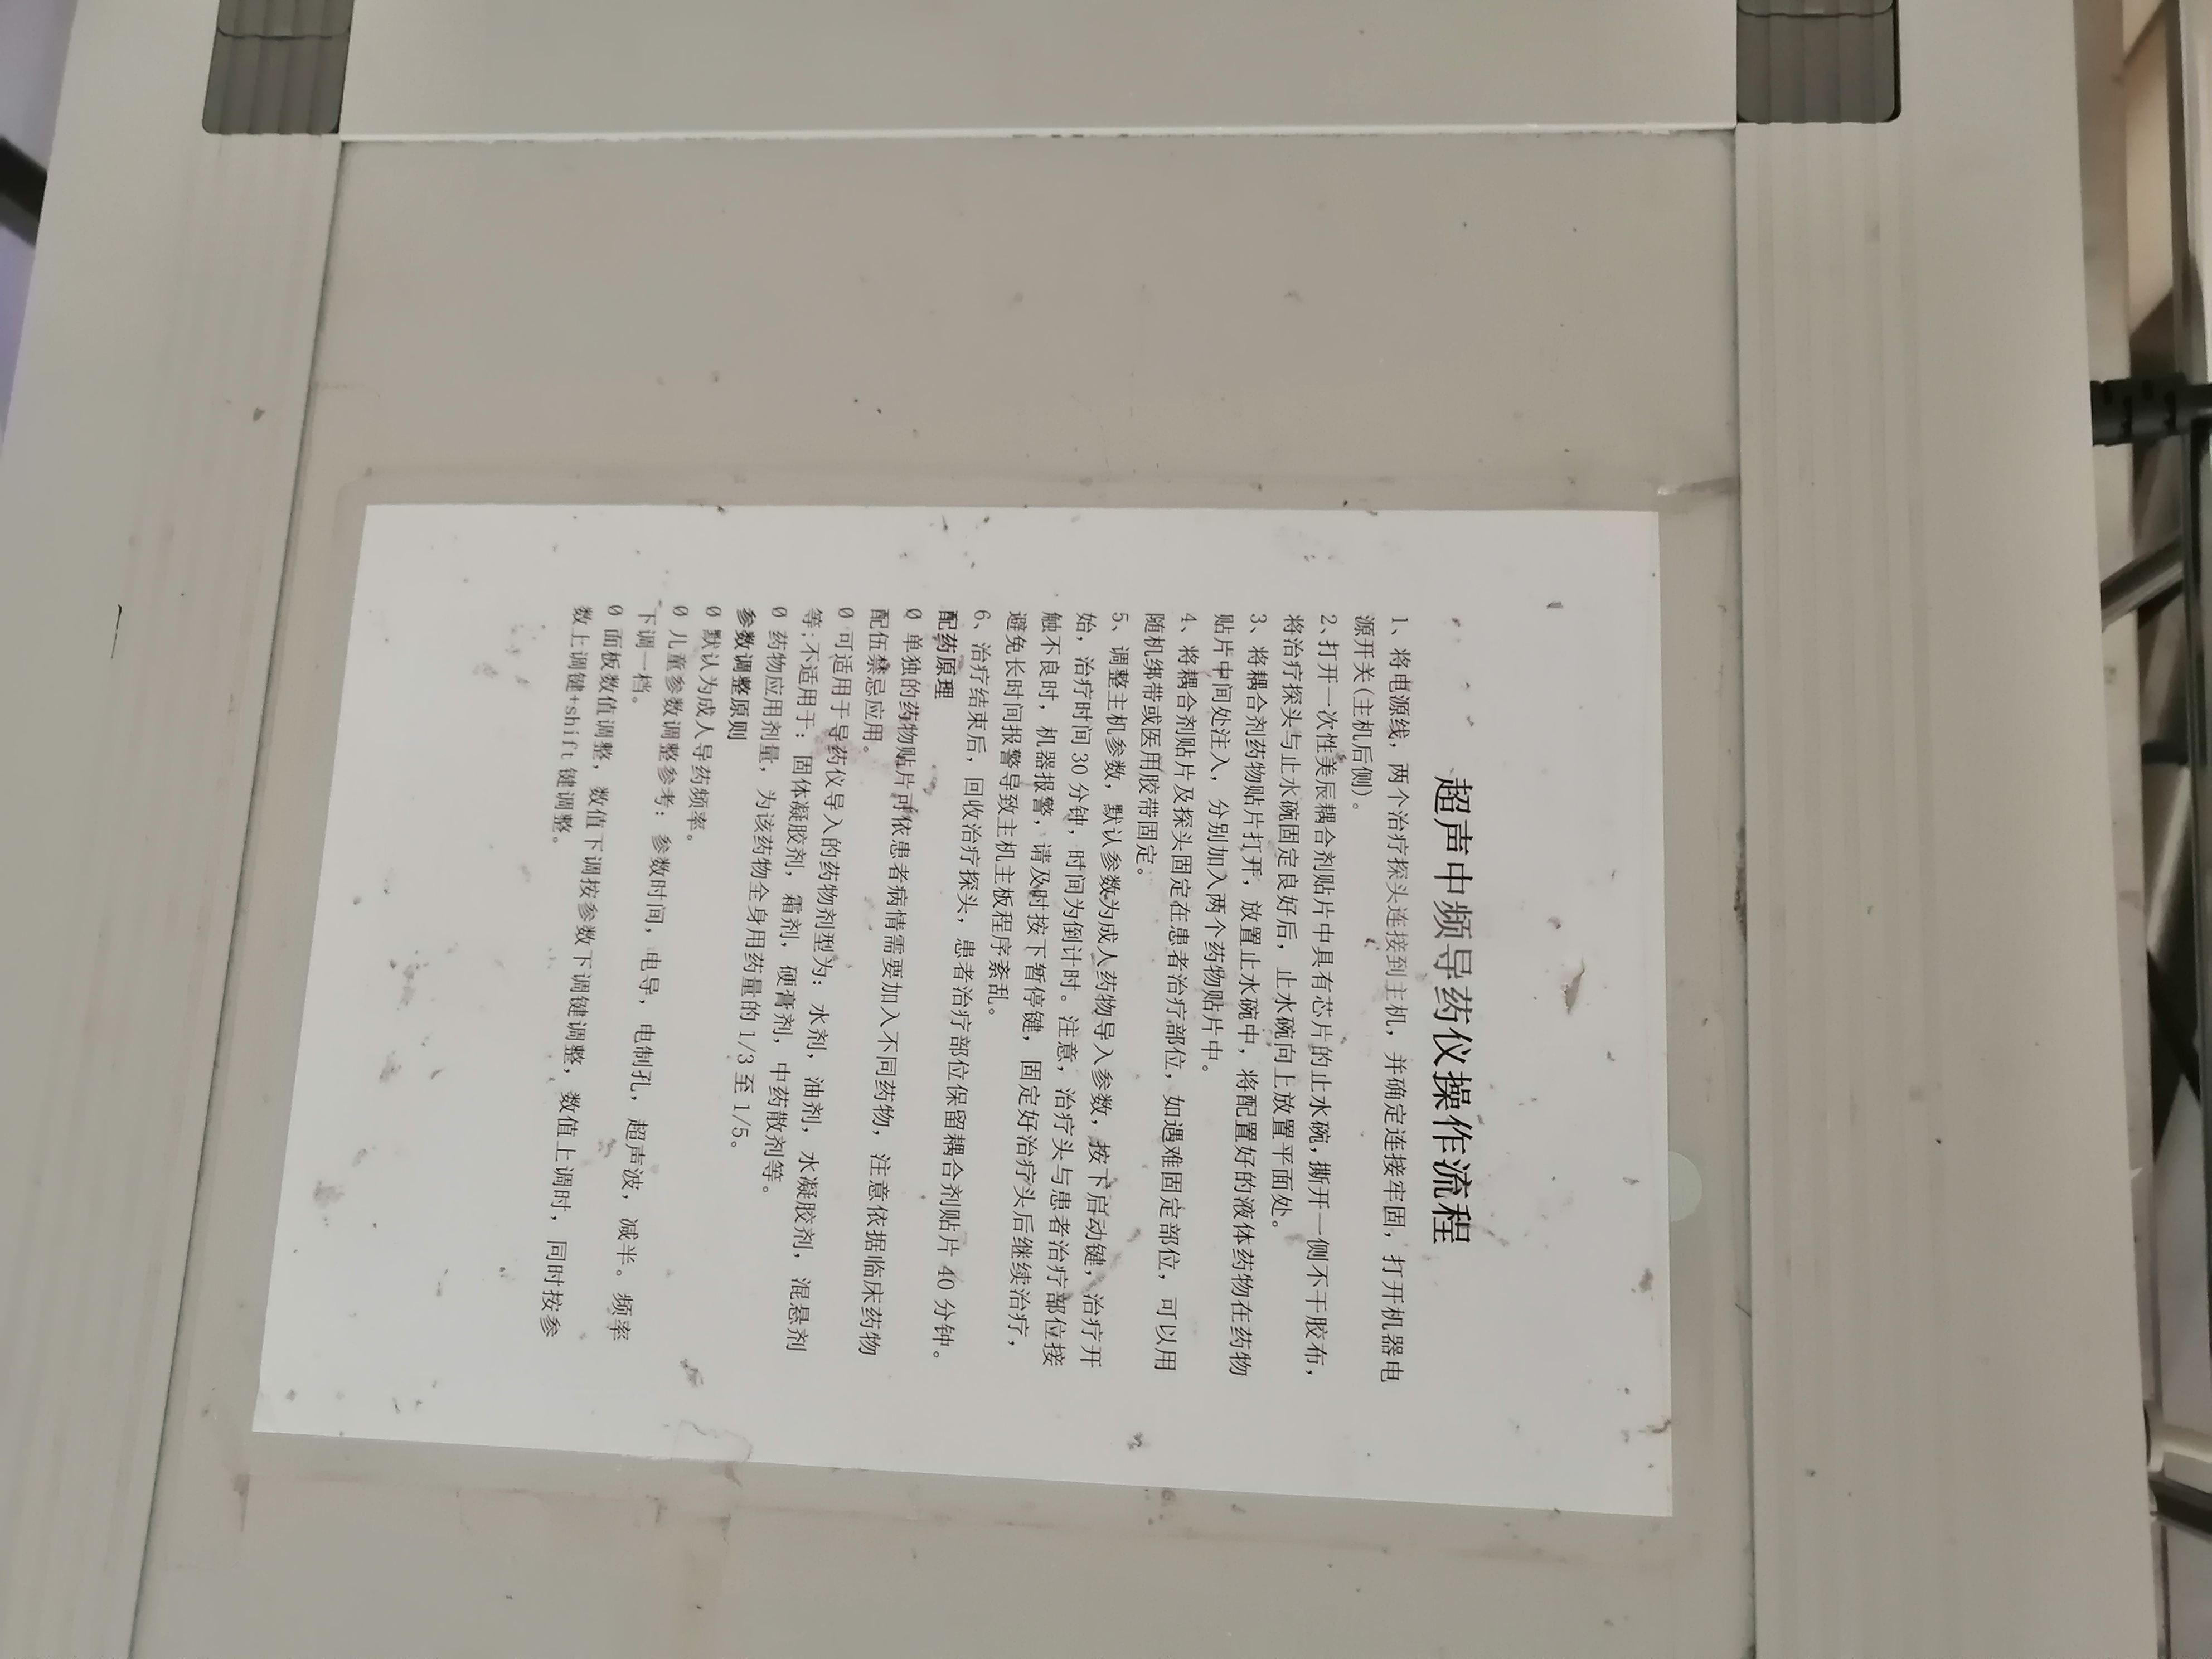 超声中频导药仪操作流程
1、将电源线，两个治疗探头连接到主机，并确定连接牢固，打开机器电
源开关(主机后侧)。
2、打开一次性美辰耦合剂贴片中具有芯片的止水碗，撕开一侧不干胶布，
将治疗探头与止水碗固定良好后，止水碗向上放置平面处。
3、将耦合剂药物贴片打开，放置止水碗中，将配置好的液体药物在药物
贴片中间处注入，分别加入两个药物贴片中。
4、将耦合剂贴片及探头固定在患者治疗部位，如遇难固定部位，可以用
随机绑带或医用胶带固定。
5、调整主机参数，默认参数为成人药物导入参数，按下启动键，治疗开
始，治疗时间30分钟，时间为倒计时。注意，治疗头与患者治疗部位接
触不良时，机器报警，请及时按下暂停键，固定好治疗头后继续治疗，
避免长时间报警导致主机主板程序紊乱。
6、治疗结束后，回收治疗探头，患者治疗部位保留耦合剂贴片40分钟。
配药原理
Ø 单独的药物贴片可依患者病情需要加入不同药物，注意依据临床药物
配伍禁忌应用。
Ø 可适用于导药仪导入的药物剂型为：水剂，油剂，水凝胶剂，混悬剂
等;不适用于：固体凝胶剂，霜剂，硬膏剂，中药散剂等。
Ø 药物应用剂量，为该药物全身用药量的1/3至1/5。
参数调整原则
Ø 默认为成人导药频率。
Ø 儿童参数调整参考：参数时间，电导，电制孔，超声波，减半。频率
下调一档。
Ø 面板数值调整，数值下调按参数下调键调整，数值上调时，同时按参
数上调键+shift键调整。